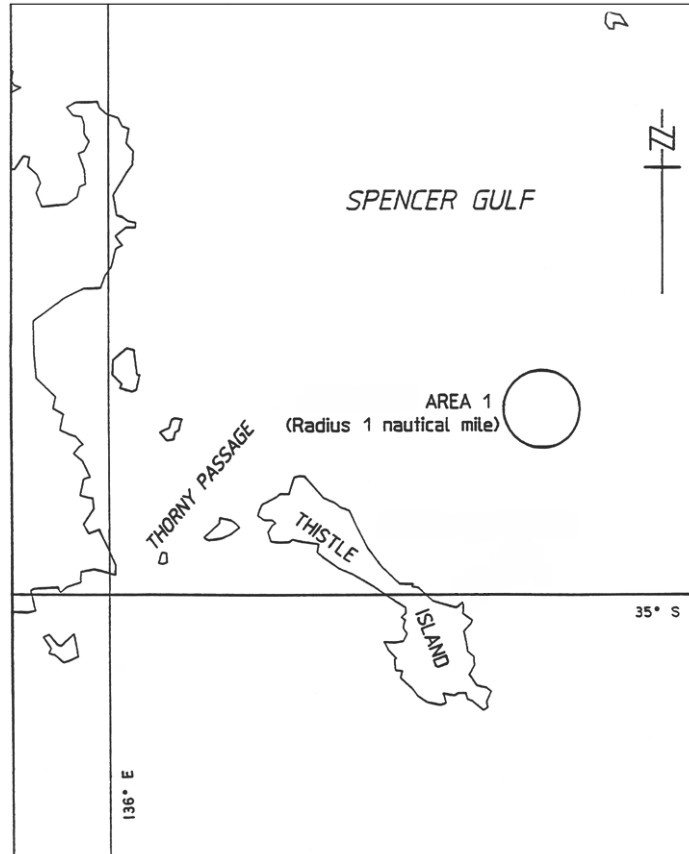 N
SPENCER GULF
AREA 1
(Radius 1 nautical mile)
THORNY PASSAGE
THISTLE
ISLAND
35° S
136° E